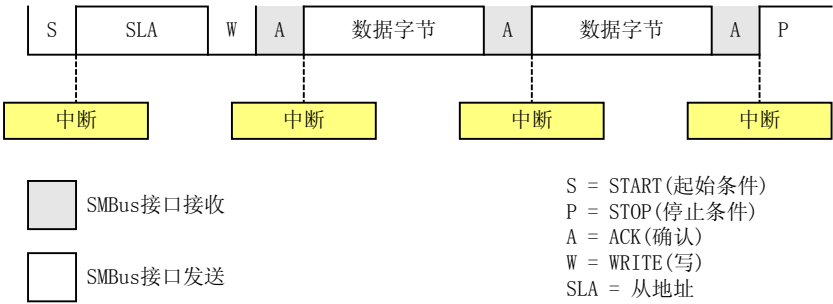 S SLA W A 数据字节 A 数据字节 A P
中断 中断 中断 中断
SMBus接口接收
SMBus接口发送
S = START(起始条件)
P = STOP(停止条件)
A = ACK(确认)
W = WRITE(写)
SLA = 从地址